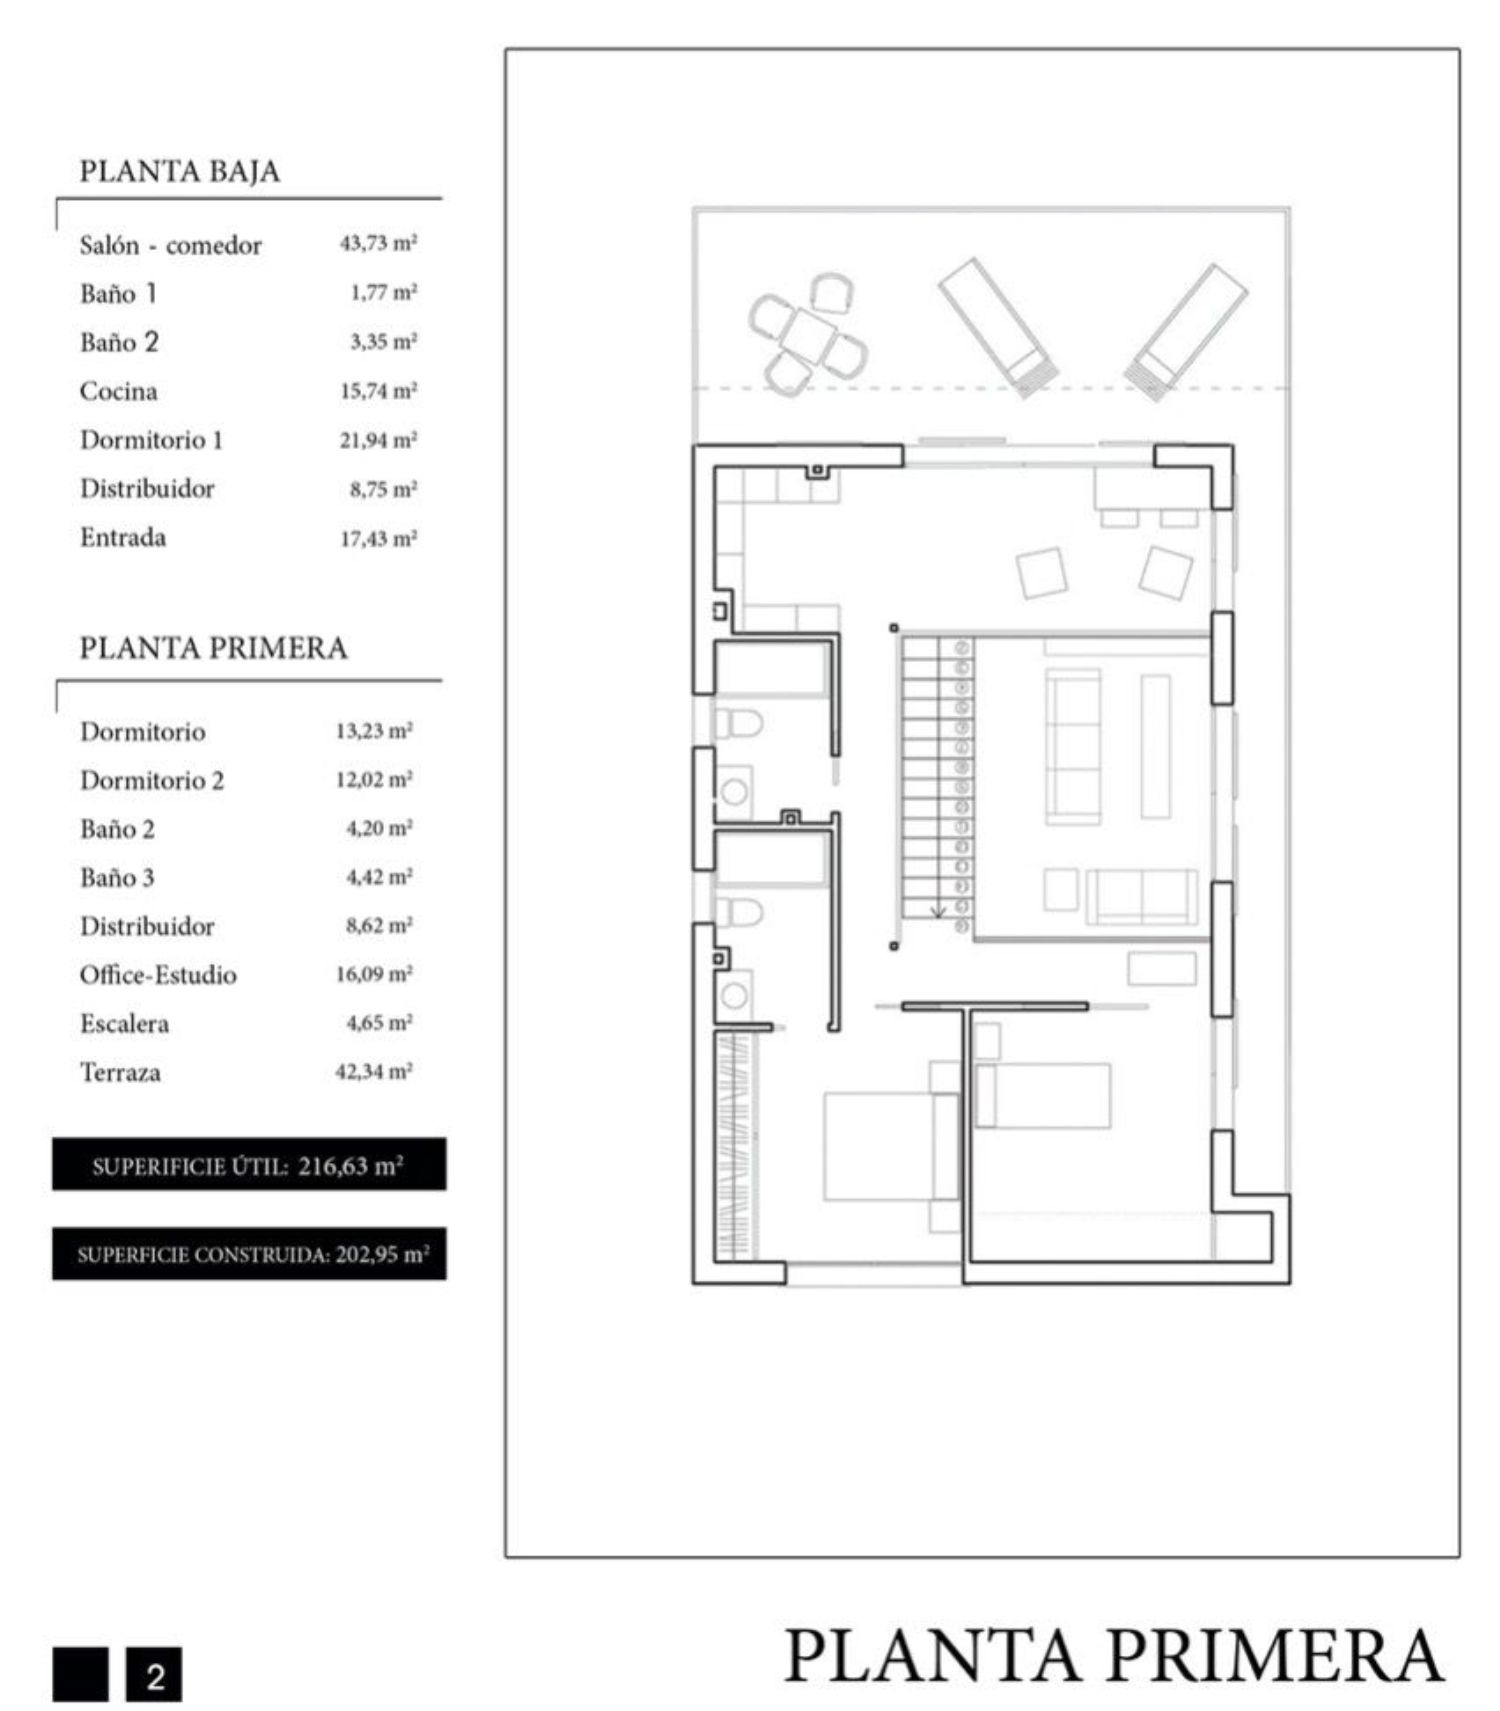 PLANTA BAJA
Salón - comedor 43,73 m²
Baño 1 1,77 m²
Baño 2 3,35 m²
Cocina 15,74 m²
Dormitorio 1 21,94 m²
Distribuidor 8,75 m²
Entrada 17,43 m²
PLANTA PRIMERA
Dormitorio 13,23 m²
Dormitorio 2 12,02 m²
Baño 2 4,20 m²
Baño 3 4,42 m²
Distribuidor 8,62 m²
Office-Estudio 16,09 m²
Escalera 4,65 m²
Terraza 42,34 m²
SUPERIFICIE ÚTIL: 216,63 m²
SUPERFICIE CONSTRUIDA: 202,95 m²
2
PLANTA PRIMERA